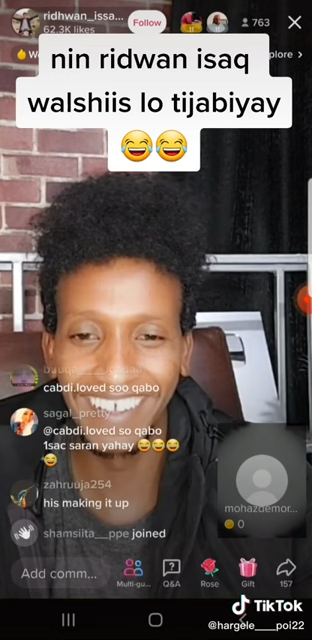 ridhwan_issa...
62.3K likes
Follow
11
763
nin ridwan isaq
walshiis lo tijabiyay
😂😂
cabdi.loved soo qabo
sagal_pretty
@cabdi.loved so qabo
1sac saran yahay 😂😂😂
😂
zahruuja254
his making it up
shamsiita__ppe joined
mohazdemor...
0
Add comm...
Multi-gu...
Q&A
Rose
Gift
157
TikTok
@hargele___poi22